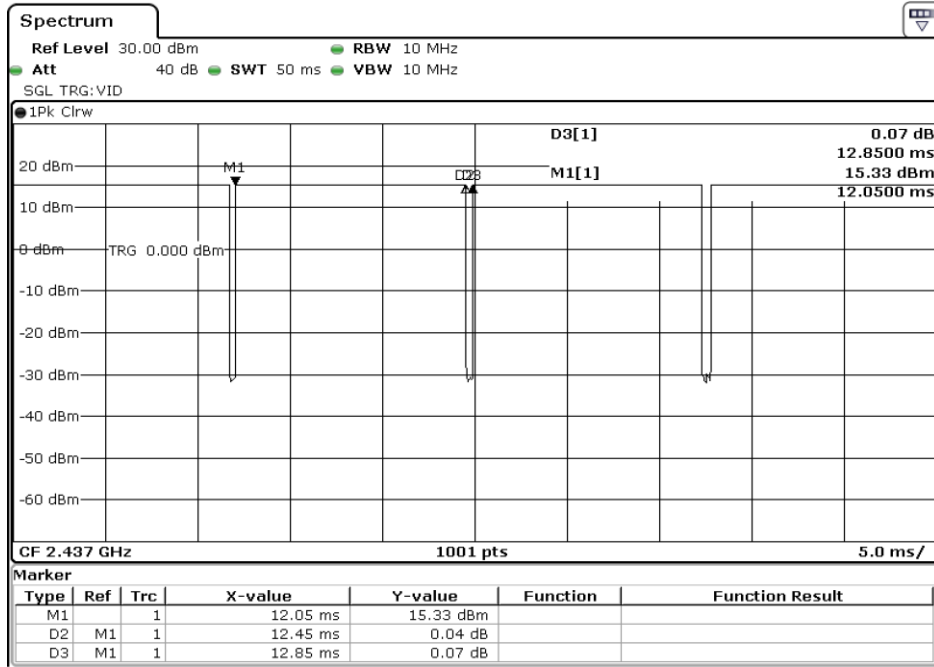 Spectrum
Ref Level 30.00 dBm RBW 10 MHz
Att 40 dB SWT 50 ms VBW 10 MHz
SGL TRG:VID
1Pk Clrw
D3[1] 0.07 dB
12.8500 ms
20 dBm M1 M1[1] 15.33 dBm
12.0500 ms
10 dBm
0 dBm TRG 0.000 dBm
-10 dBm
-20 dBm
-30 dBm
-40 dBm
-50 dBm
-60 dBm
CF 2.437 GHz 1001 pts 5.0 ms/
Marker
Type Ref Trc X-value Y-value Function Function Result
M1 1 12.05 ms 15.33 dBm
D2 M1 1 12.45 ms 0.04 dB
D3 M1 1 12.85 ms 0.07 dB